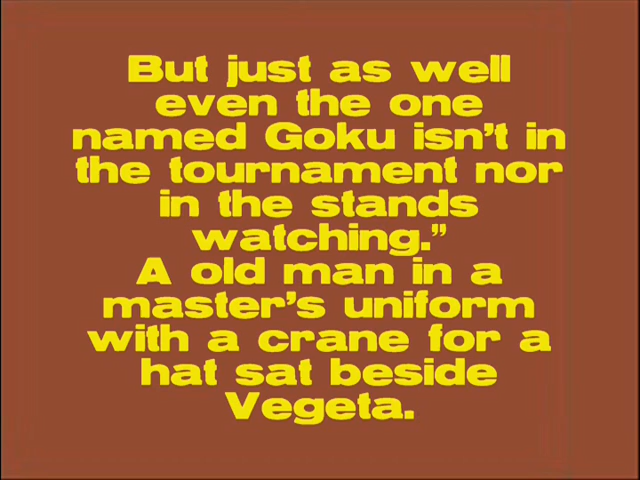 But just as well
even the one
named Goku isn't in
the tournament nor
in the stands
watching."
A old man in a
master's uniform
with a crane for a
hat sat beside
Vegeta.